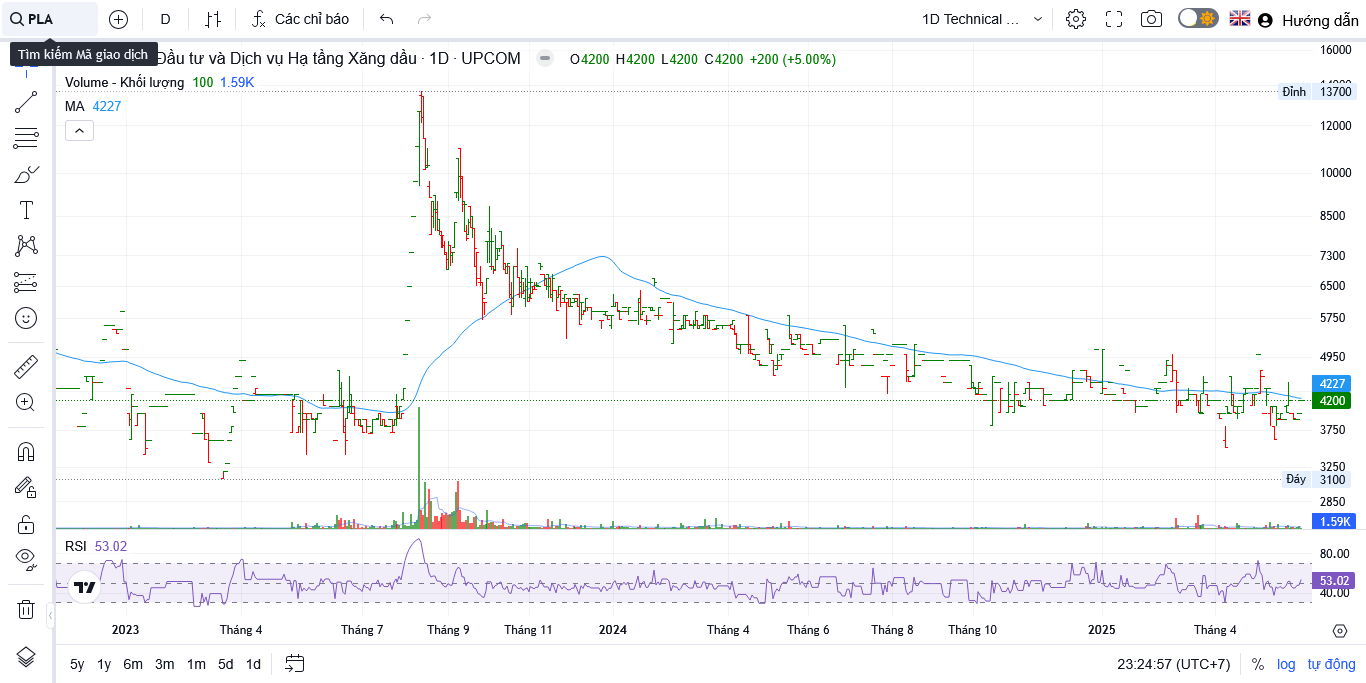 PLA D Các chỉ báo 1D Technical ... Hướng dẫn
Tìm kiếm Mã giao dịch
Đầu tư và Dịch vụ Hạ tầng Xăng dầu · 1D · UPCOM O4200 H4200 L4200 C4200 +200 (+5.00%)
Volume - Khối lượng 100 1.59K
MA 4227
16000
Đỉnh 13700
12000
10000
8500
7300
6500
5750
4950
4227
4200
3750
3250
Đáy 3100
2850
1.59K
RSI 53.02
80.00
53.02
40.00
2023 Tháng 4 Tháng 7 Tháng 9 Tháng 11 2024 Tháng 4 Tháng 6 Tháng 8 Tháng 10 2025 Tháng 4
5y 1y 6m 3m 1m 5d 1d 23:24:57 (UTC+7) % log tự động